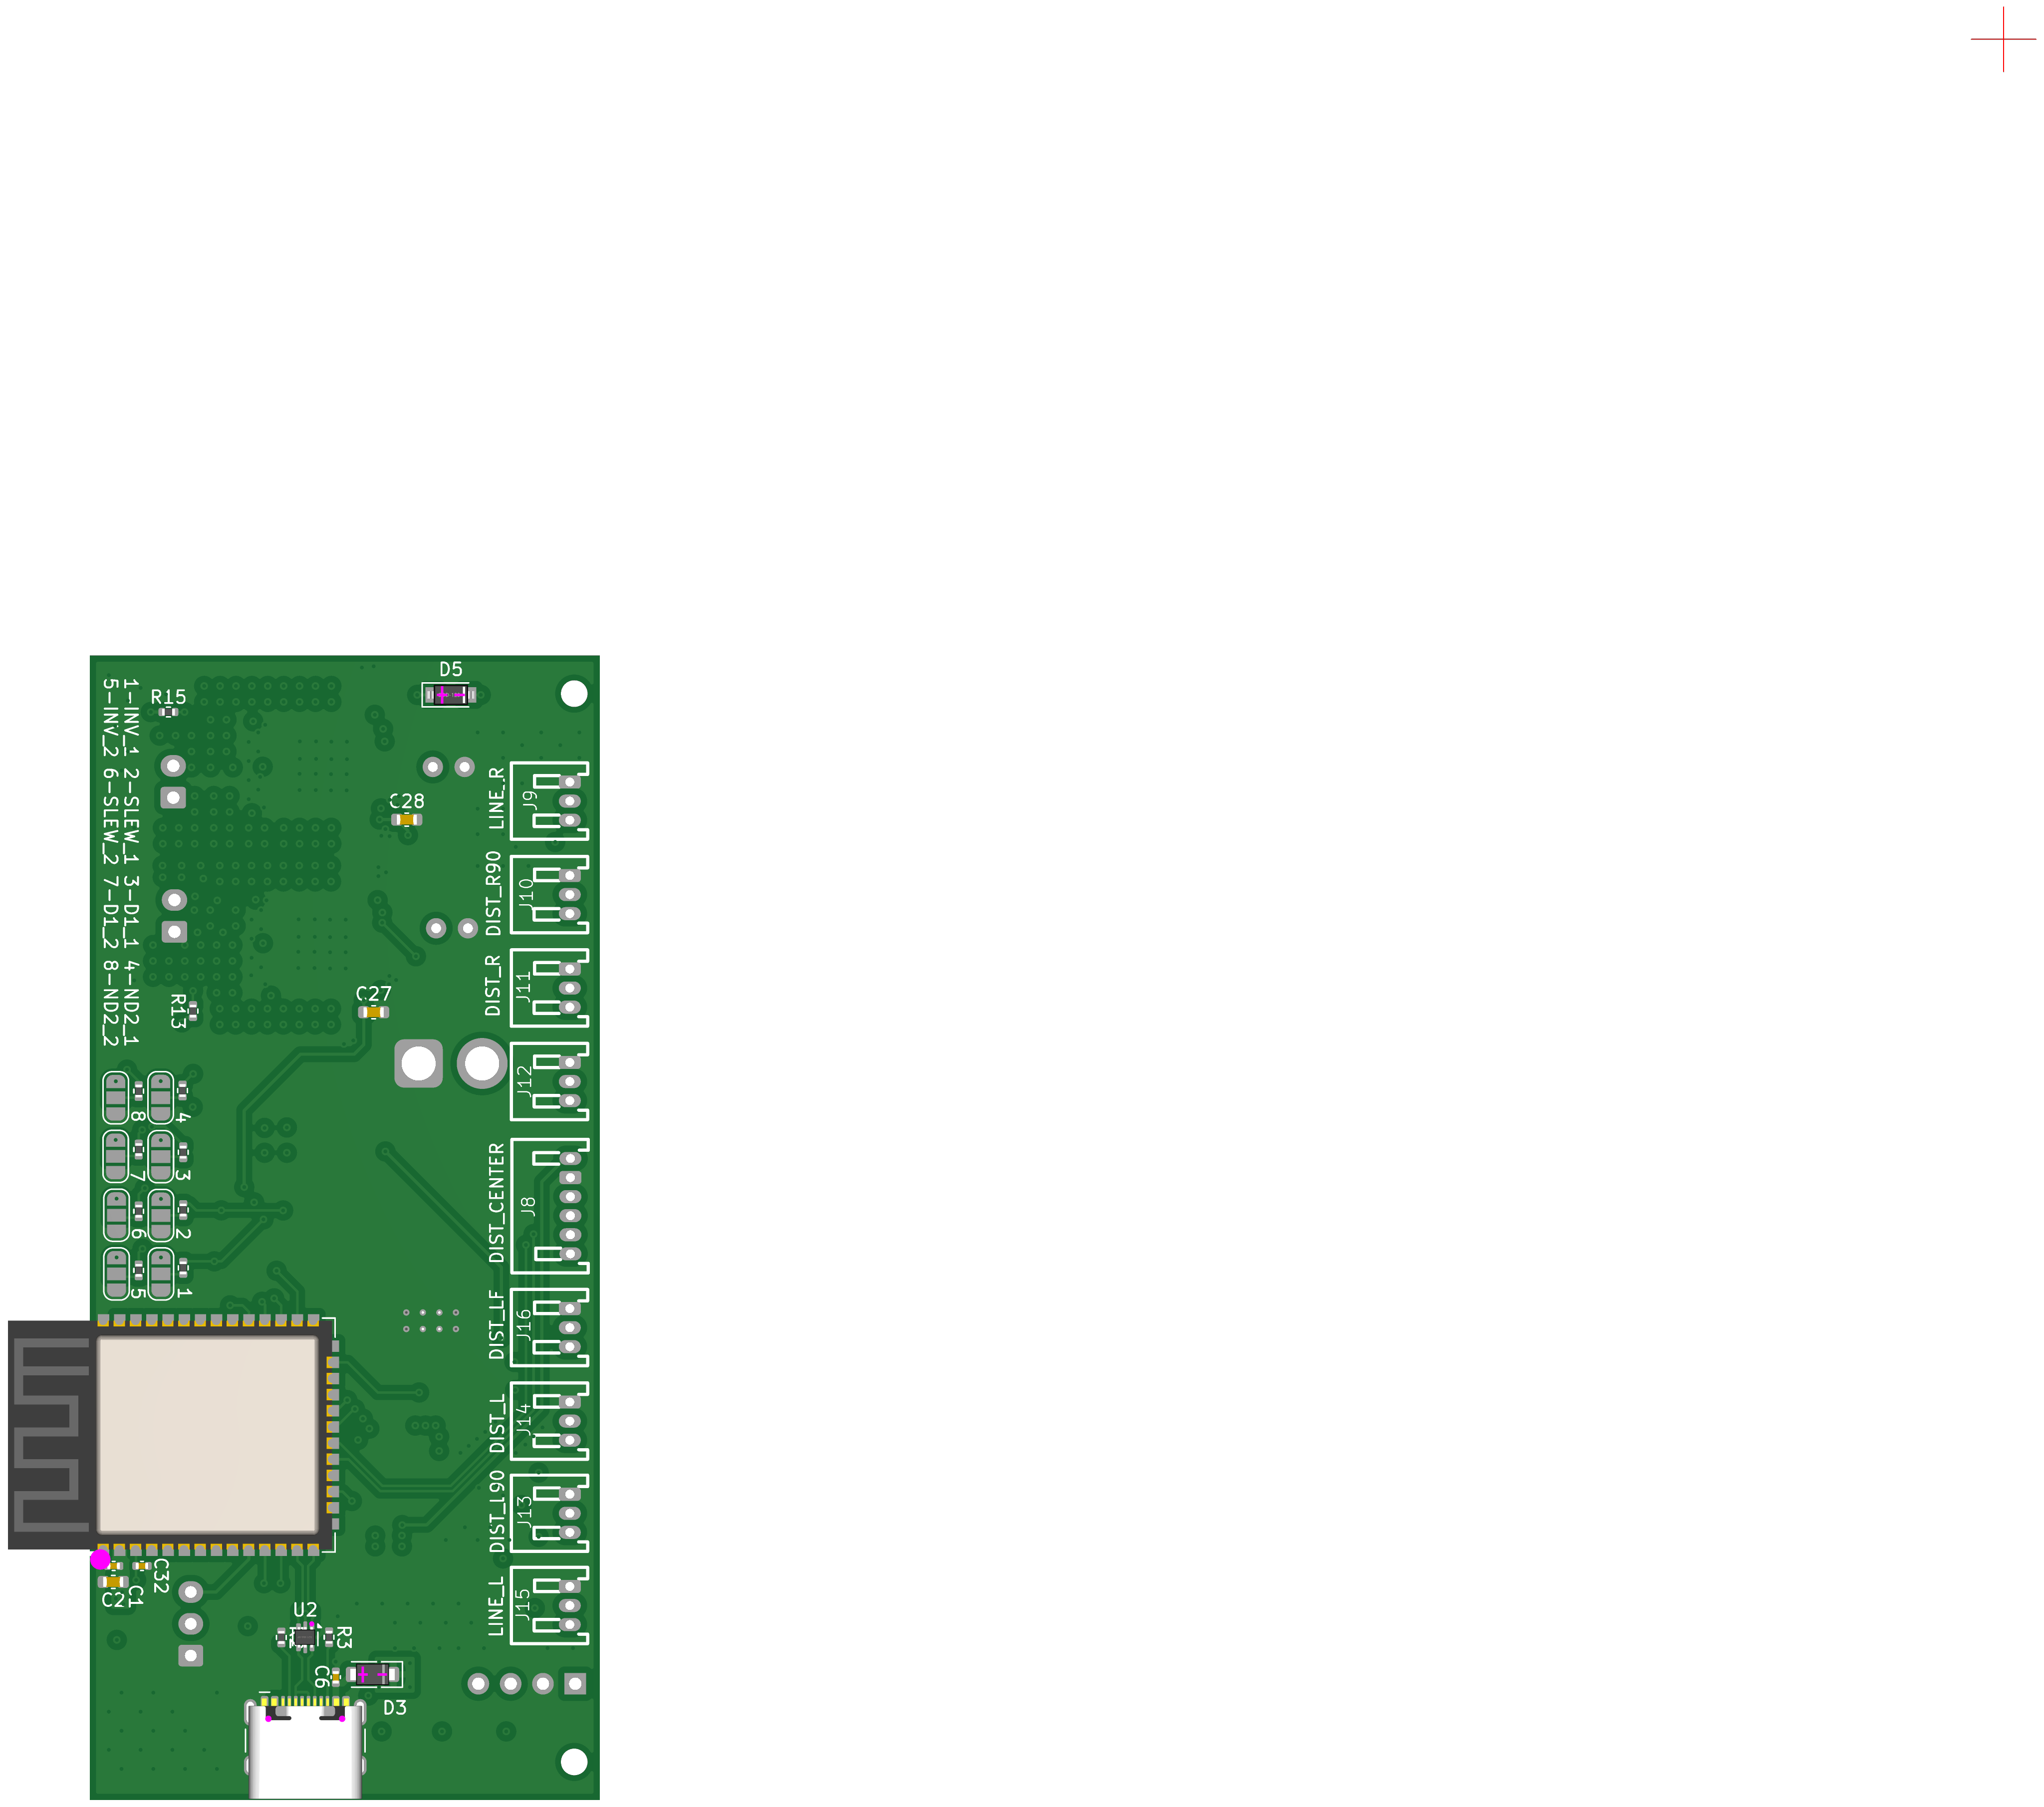 D5
R15
1-INV_1 2-SLEW_1 3-D1_1 4-ND2_1
5-INV_2 6-SLEW_2 7-D1_2 8-ND2_2
LINE_R
J9
C28
DIST_R90
J10
DIST_R
J11
C27
R13
J12
8
4
7
3
6
2
5
1
DIST_CENTER
J8
DIST_LF
J16
DIST_L
J14
DIST_L90
J13
C32
C2
C1
LINE_L
J15
U2
R3
C6
D3